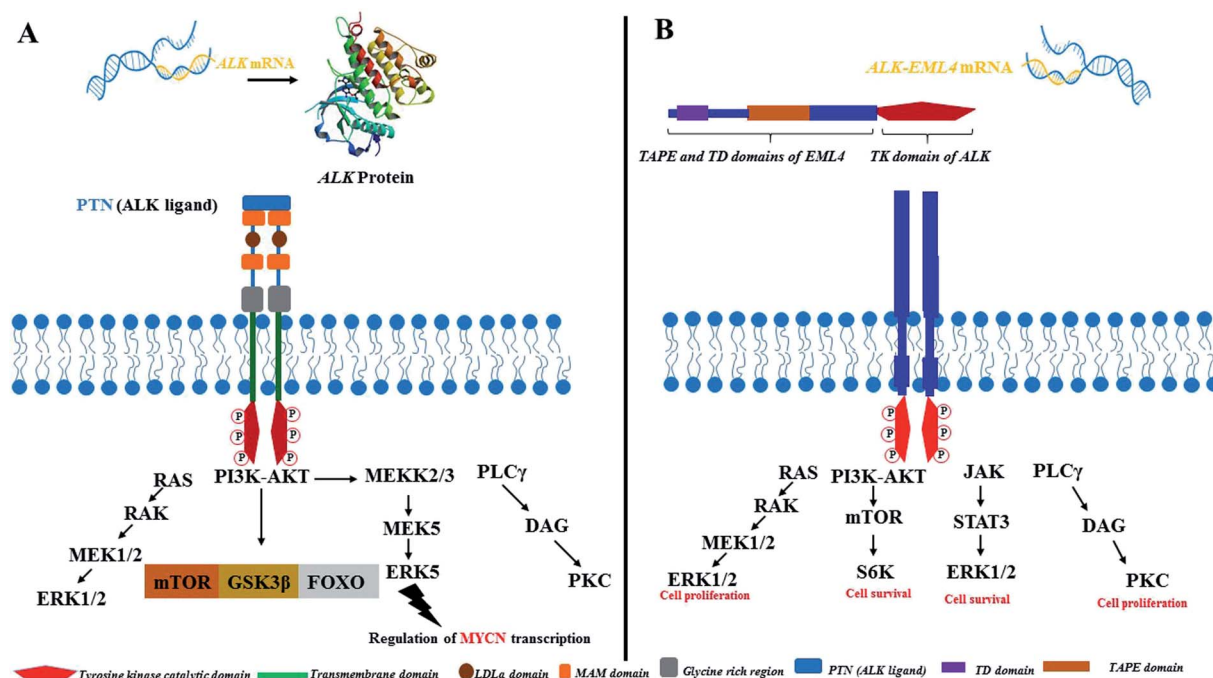 A
ALK mRNA
ALK Protein
PTN (ALK ligand)
P P
P P
P P
RAS
RAK
MEK1/2
ERK1/2
PI3K-AKT
mTOR GSK3β FOXO
MEKK2/3
MEK5
ERK5
Regulation of MYCN transcription
PLCγ
DAG
PKC
B
ALK-EML4 mRNA
TAPE and TD domains of EML4
TK domain of ALK
P P
P P
P P
RAS
RAK
MEK1/2
ERK1/2
Cell proliferation
PI3K-AKT
mTOR
S6K
Cell survival
JAK
STAT3
ERK1/2
Cell survival
PLCγ
DAG
PKC
Cell proliferation
Tyrosine kinase catalytic domain Transmembrane domain LDLa domain MAM domain Glycine rich region PTN (ALK ligand) TD domain TAPE domain